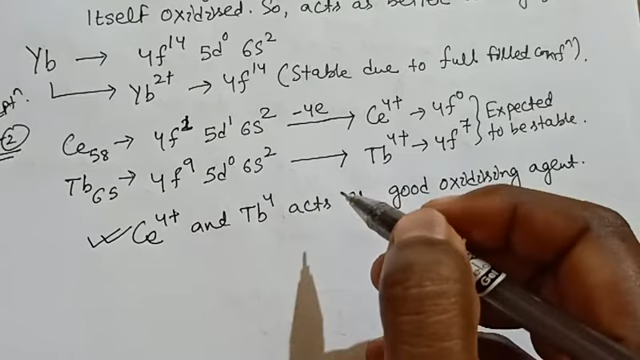 Itself oxidised. So, acts as
Yb → 4f¹⁴ 5d⁰ 6s²
↳ Yb²⁺ → 4f¹⁴ (Stable due to full filled confⁿ)
② Ce₅₈ → 4f¹ 5d¹ 6s² —-4e→ Ce⁴⁺ → 4f⁰ } Expected
Tb₆₅ → 4f⁹ 5d⁰ 6s² → Tb⁴⁺ → 4f⁷ } to be stable.
✓ Ce⁴⁺ and Tb⁴ acts good oxidising agent.